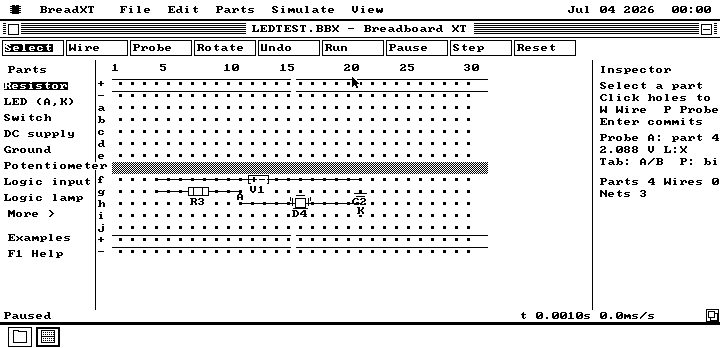 BreadXT File Edit Parts Simulate View Jul 04 2026 00:00
LEDTEST.BBX - Breadboard XT
Select Wire Probe Rotate Undo Run Pause Step Reset
Parts
Resistor
LED (A,K)
Switch
DC supply
Ground
Potentiometer
Logic input
Logic lamp
More >
Examples
F1 Help
1 5 10 15 20 25 30
+
-
a
b
c
d
e
f
g
h
i
j
+
-
V1
R3
A
D4
G2
K
Inspector
Select a part
Click holes to
W Wire P Probe
Enter commits
Probe A: part 4
2.088 V L:X
Tab: A/B P: bi
Parts 4 Wires 0
Nets 3
Paused
t 0.0010s 0.0ms/s